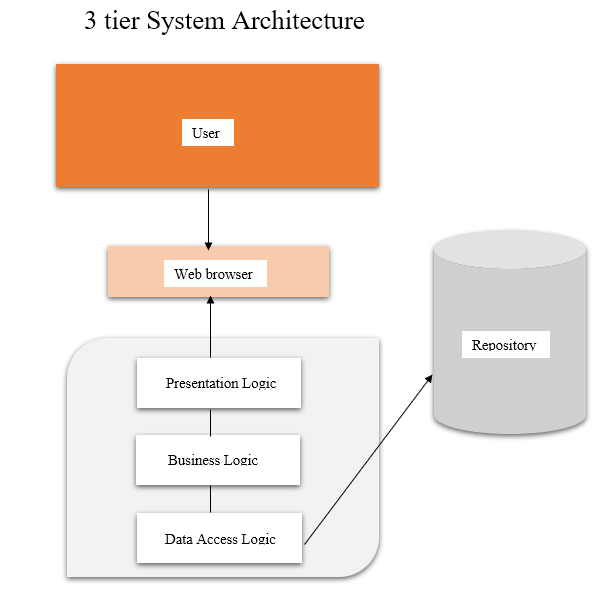 3 tier System Architecture
User
Web browser
Repository
Presentation Logic
Business Logic
Data Access Logic